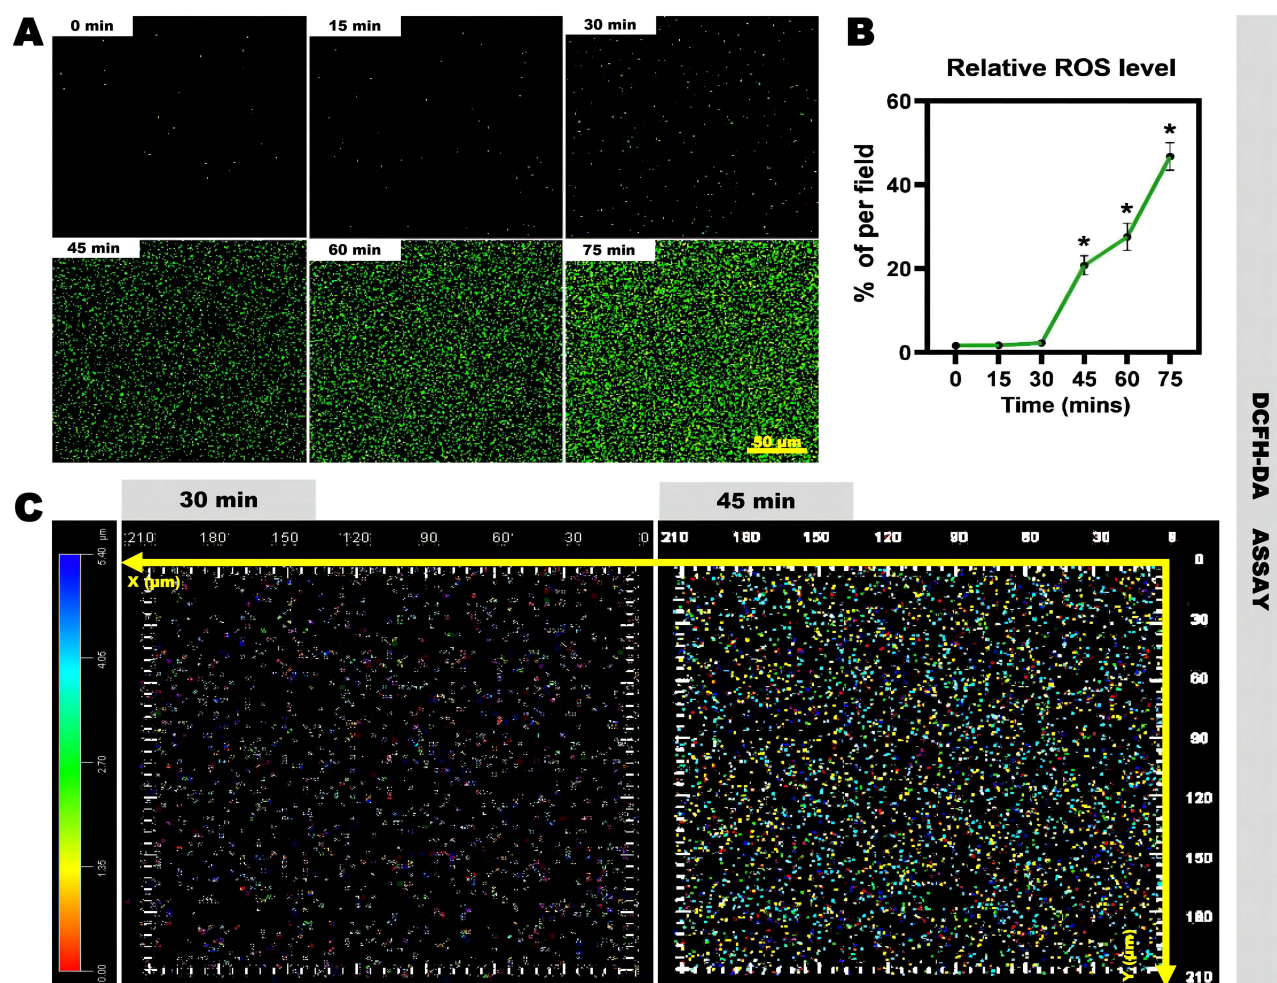 A
0 min
15 min
30 min
45 min
60 min
75 min
50 µm
B
Relative ROS level
% of per field
60
40
20
0
*
*
*
*
0 15 30 45 60 75
Time (mins)
DCFH-DA ASSAY
C
30 min
45 min
µm
5.40
4.05
2.70
1.35
0.00
210 180 150 120 90 60 30 0
X (µm)
210 180 150 120 90 60 30 0
0
30
60
90
120
150
180
210
Y (µm)